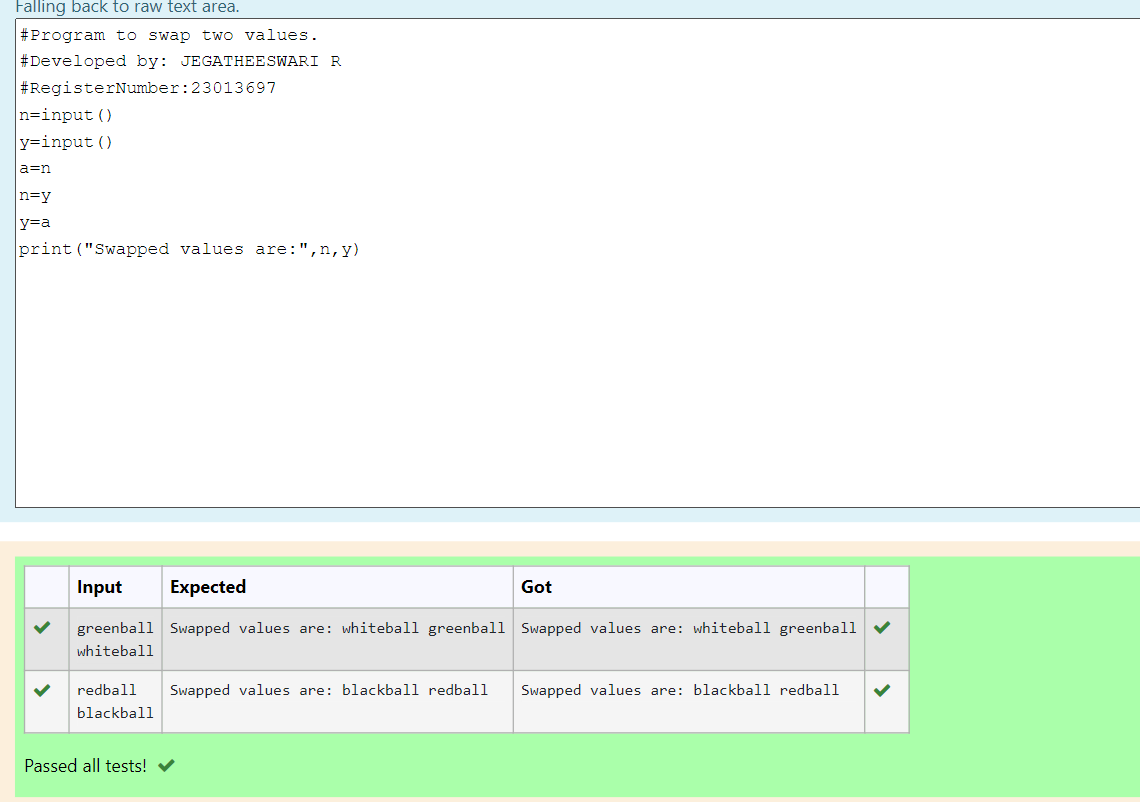 Falling back to raw text area.
#Program to swap two values.
#Developed by: JEGATHEESWARI R
#RegisterNumber:23013697
n=input()
y=input()
a=n
n=y
y=a
print("Swapped values are:",n,y)
Input Expected Got
greenball Swapped values are: whiteball greenball Swapped values are: whiteball greenball
whiteball
redball Swapped values are: blackball redball Swapped values are: blackball redball
blackball
Passed all tests!